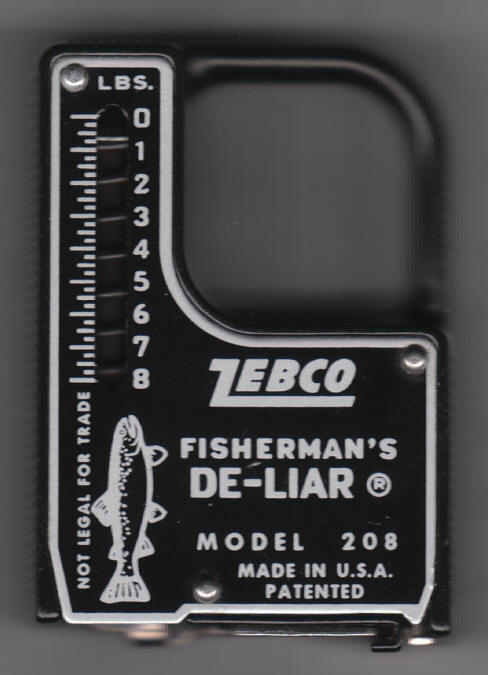 LBS.
0
1
2
3
4
5
6
7
8
NOT LEGAL FOR TRADE
ZEBCO
FISHERMAN'S
DE-LIAR ®
MODEL 208
MADE IN U.S.A.
PATENTED